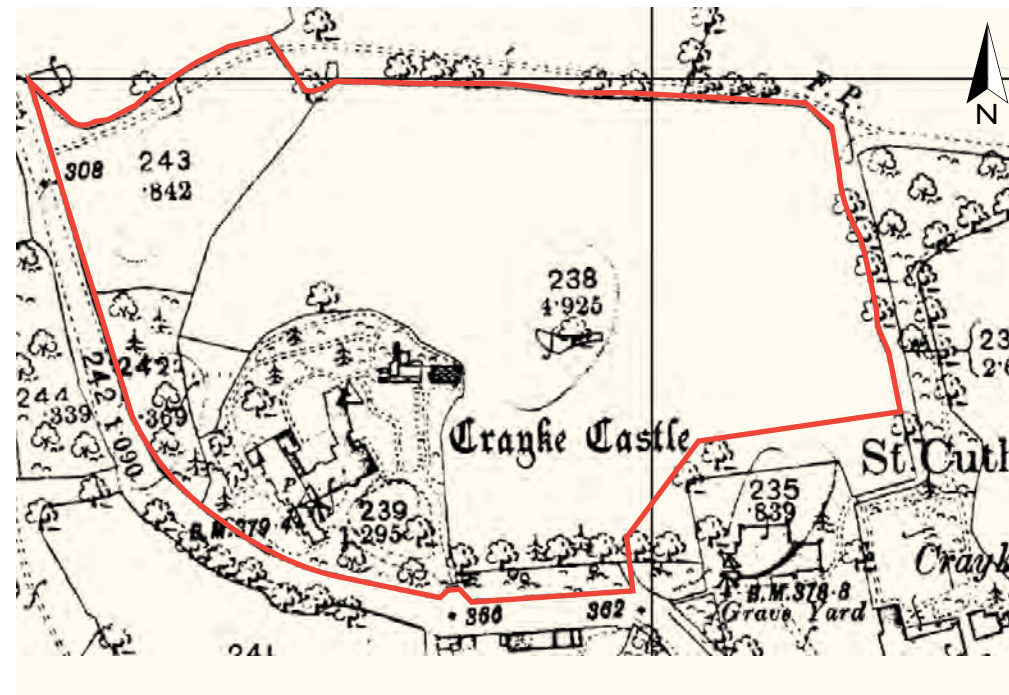 F. P.
N
308
243
·842
238
4·925
242
·369
244
·339
242 1·090
Crayke Castle
St. Cuth
235
·839
P
239
1·295
B.M. 379·4
B.M. 378·8
Grave Yard
Crayk
366
362
241